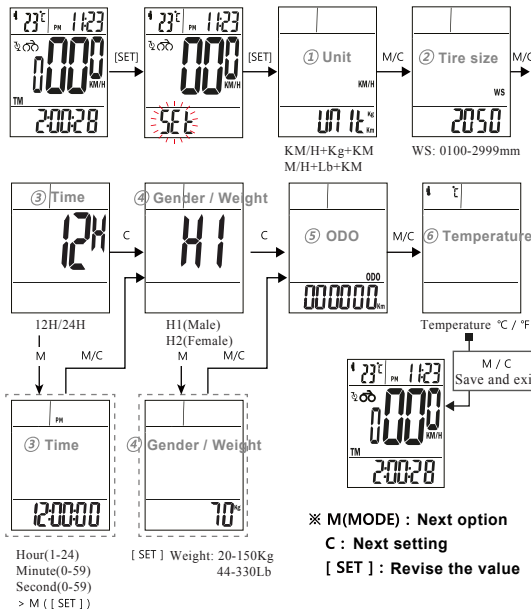 23℃ PM 11:23
000 KM/H
TM
2:00:28
[SET]
23℃ PM 11:23
000 KM/H
SEt
[SET]
① Unit
KM/H
UNIt Kg Km
KM/H+Kg+KM
M/H+Lb+KM
M/C
② Tire size
WS
2050
WS: 0100-2999mm
M/C
③ Time
12H
12H/24H
C
④ Gender / Weight
H1
H1(Male)
H2(Female)
C
⑤ ODO
ODO
000000 Km
M/C
⑥ Temperature
℃
Temperature ℃ / ℉
M
M/C
M
M/C
M / C
Save and exi
③ Time
PM
12:00:00
Hour(1-24)
Minute(0-59)
Second(0-59)
> M ( [ SET ] )
④ Gender / Weight
70 Kg
[ SET ] Weight: 20-150Kg
44-330Lb
23℃ PM 11:23
000 KM/H
TM
2:00:28
※ M(MODE) : Next option
C : Next setting
[ SET ] : Revise the value